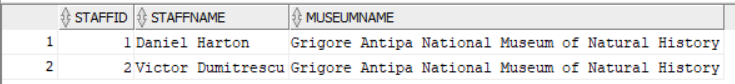 STAFFID STAFFNAME MUSEUMNAME
1 1 Daniel Harton Grigore Antipa National Museum of Natural History
2 2 Victor Dumitrescu Grigore Antipa National Museum of Natural History